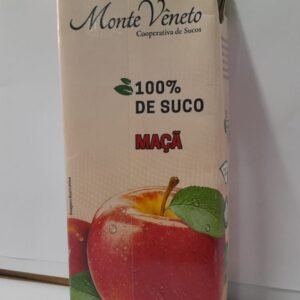 Monte Vêneto
Cooperativa de Sucos
100%
DE SUCO
MAÇÃ